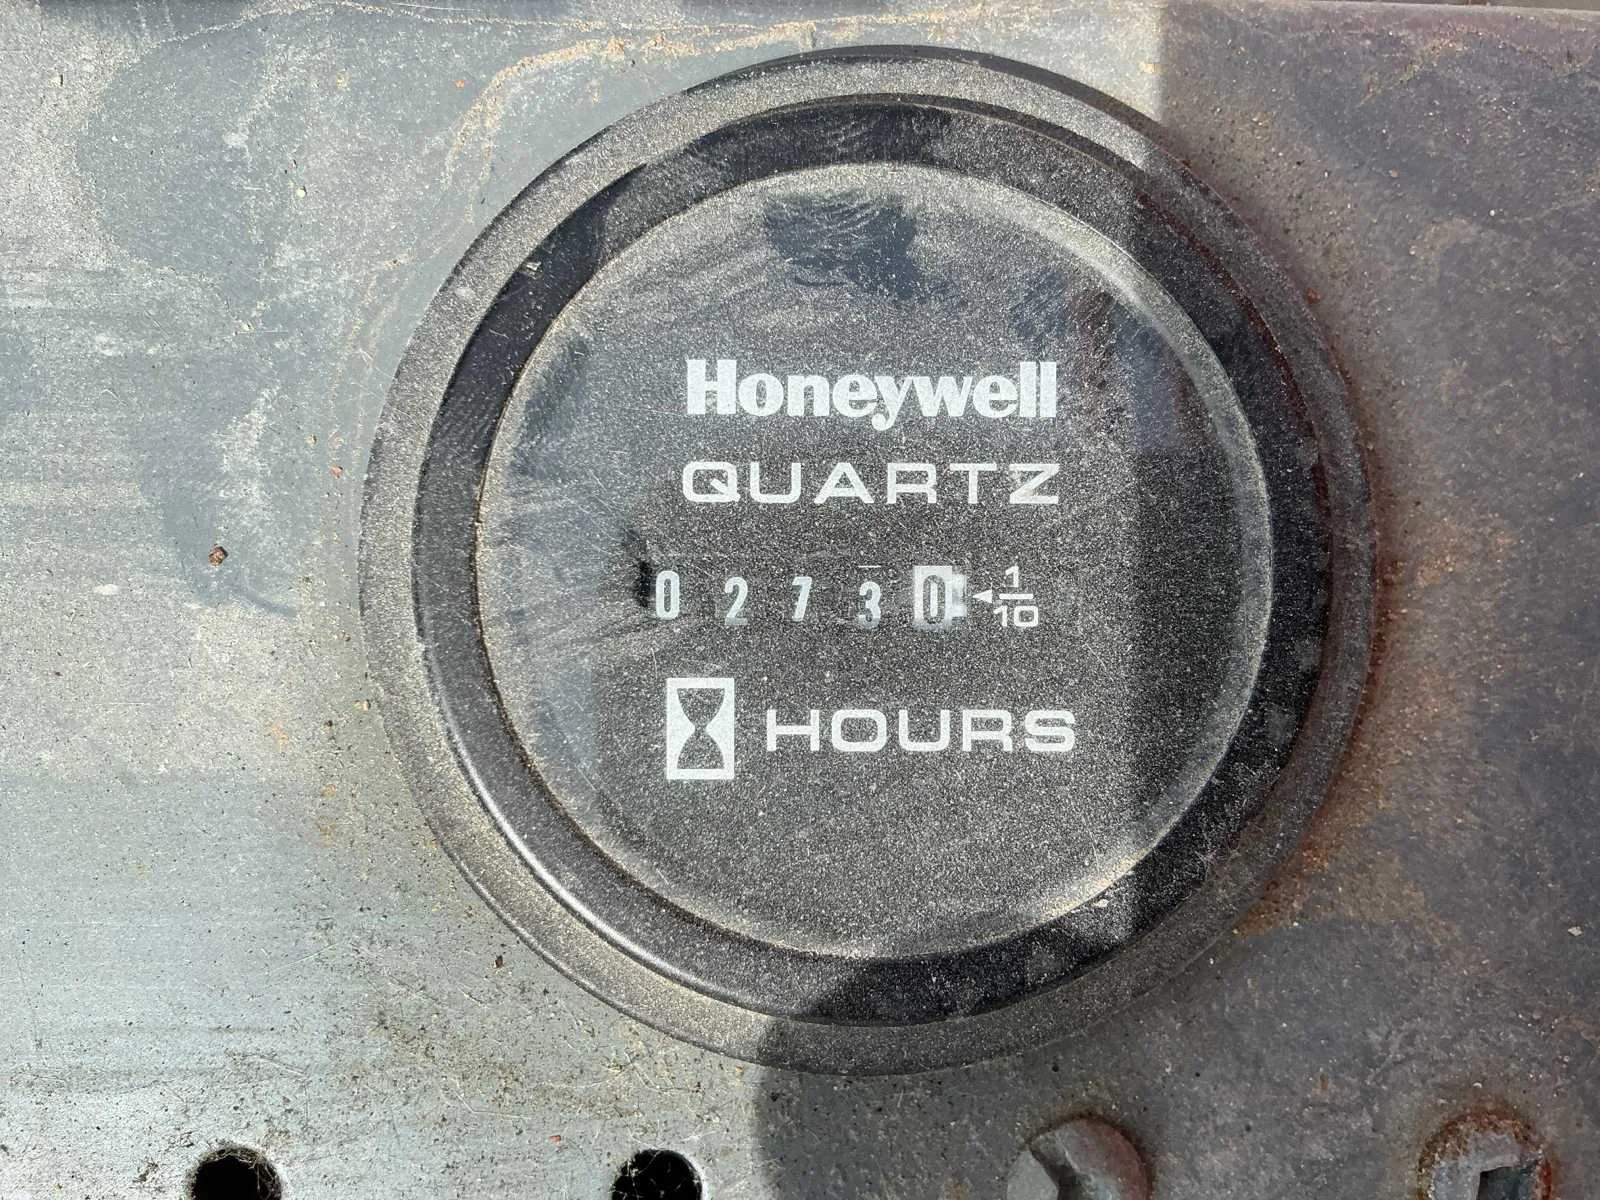 Honeywell
QUARTZ
0 2 7 3 0 1/10
HOURS